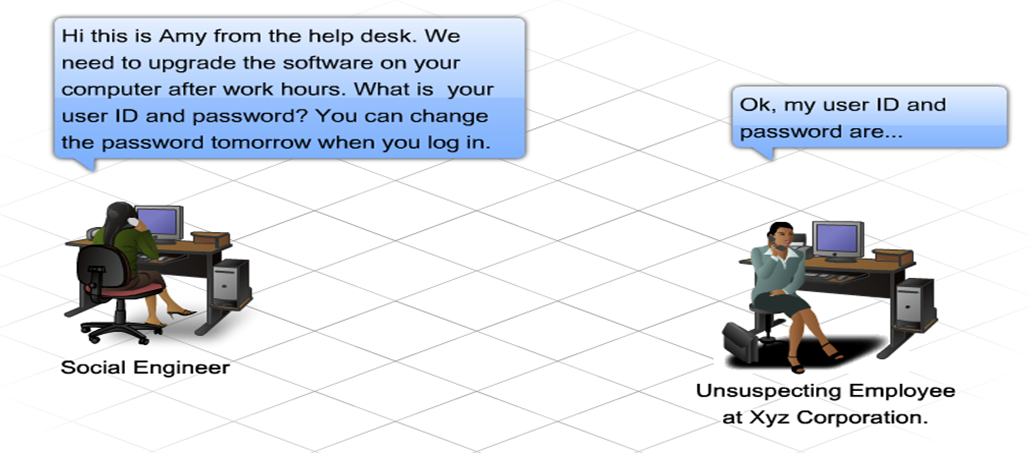 Hi this is Amy from the help desk. We
need to upgrade the software on your
computer after work hours. What is  your
user ID and password? You can change
the password tomorrow when you log in.
Ok, my user ID and
password are...
Social Engineer
Unsuspecting Employee
at Xyz Corporation.